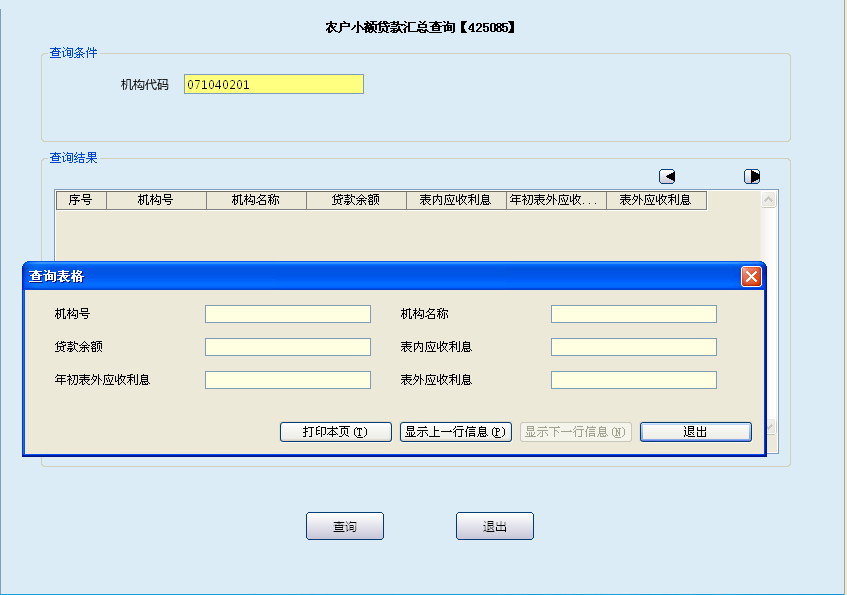 农户小额贷款汇总查询【425085】
查询条件
机构代码 071040201
查询结果
序号 机构号 机构名称 贷款余额 表内应收利息 年初表外应收... 表外应收利息
查询表格
机构号 机构名称
贷款余额 表内应收利息
年初表外应收利息 表外应收利息
打印本页(T) 显示上一行信息(P) 显示下一行信息(N) 退出
查询 退出